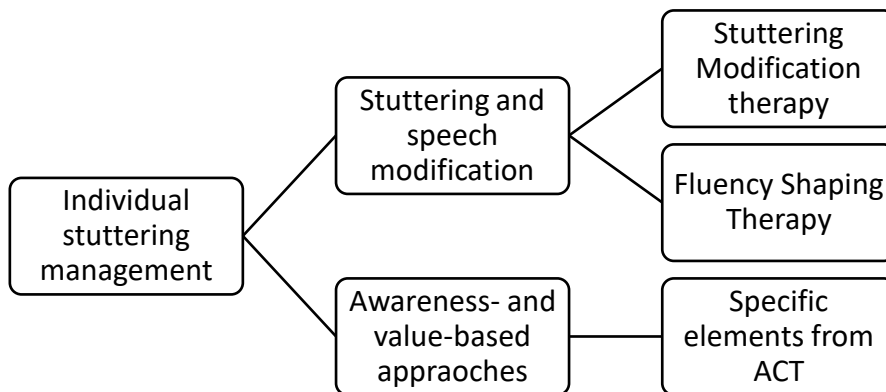 Individual
stuttering
management
Stuttering and
speech
modification
Stuttering
Modification
therapy
Fluency Shaping
Therapy
Awareness- and
value-based
appraoches
Specific
elements from
ACT